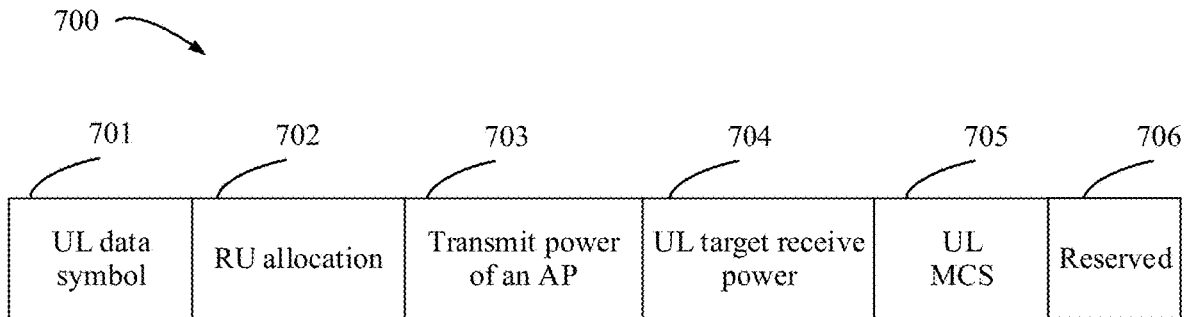 700
701 702 703 704 705 706
UL data symbol
RU allocation
Transmit power of an AP
UL target receive power
UL MCS
Reserved